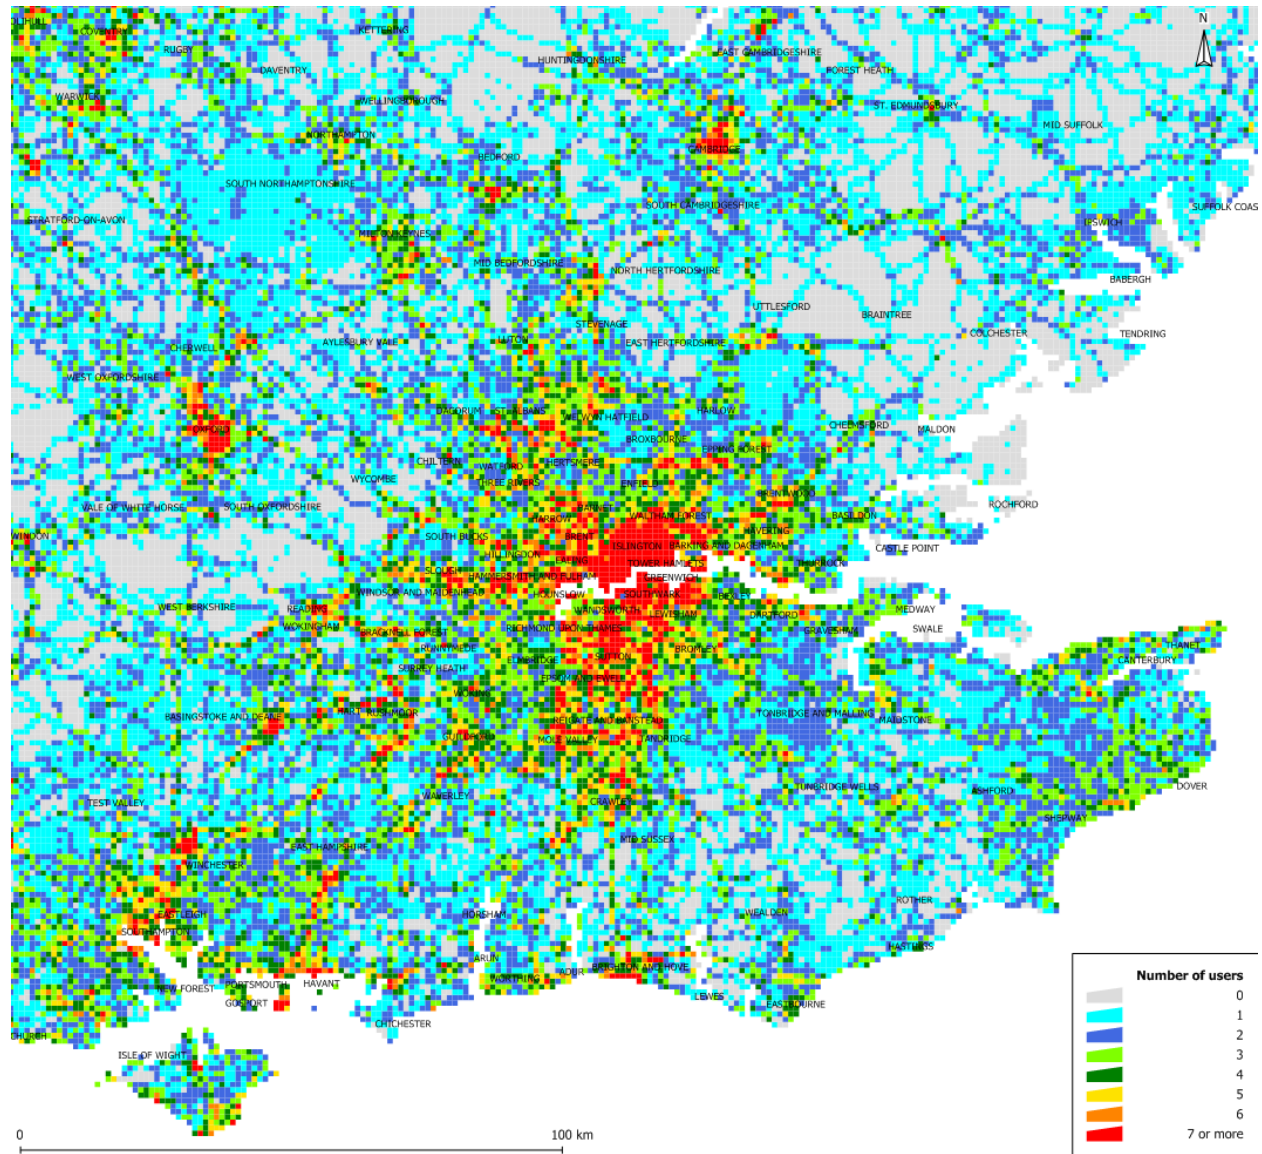 N
OLIHULL
COVENTRY
KETTERING
RUGBY
EAST CAMBRIDGESHIRE
HUNTINGDONSHIRE
DAVENTRY
FOREST HEATH
WARWICK
WELLINGBOROUGH
ST. EDMUNDSBURY
MID SUFFOLK
NORTHAMPTON
CAMBRIDGE
BEDFORD
SOUTH NORTHAMPTONSHIRE
SOUTH CAMBRIDGESHIRE
SUFFOLK COAS
STRATFORD-ON-AVON
IPSWICH
MILTON KEYNES
MID BEDFORDSHIRE
NORTH HERTFORDSHIRE
BABERGH
UTTLESFORD
BRAINTREE
STEVENAGE
COLCHESTER
TENDRING
LUTON
AYLESBURY VALE
EAST HERTFORDSHIRE
CHERWELL
WEST OXFORDSHIRE
DACORUM
ST.ALBANS
WELWYN HATFIELD
HARLOW
CHELMSFORD
MALDON
OXFORD
BROXBOURNE
EPPING FOREST
CHILTERN
WATFORD
HERTSMERE
WYCOMBE
THREE RIVERS
ENFIELD
BRENTWOOD
VALE OF WHITE HORSE
SOUTH OXFORDSHIRE
BARNET
ROCHFORD
HARROW
WALTHAM FOREST
BASILDON
WINDON
SOUTH BUCKS
BRENT
HAVERING
ISLINGTON
BARKING AND DAGENHAM
CASTLE POINT
HILLINGDON
EALING
TOWER HAMLETS
THURROCK
SLOUGH
HAMMERSMITH AND FULHAM
GREENWICH
WINDSOR AND MAIDENHEAD
HOUNSLOW
SOUTHWARK
BEXLEY
WEST BERKSHIRE
READING
WANDSWORTH
LEWISHAM
DARTFORD
MEDWAY
WOKINGHAM
BRACKNELL FOREST
RICHMOND UPON THAMES
GRAVESHAM
SWALE
RUNNYMEDE
ELMBRIDGE
SUTTON
BROMLEY
THANET
CANTERBURY
SURREY HEATH
EPSOM AND EWELL
WOKING
BASINGSTOKE AND DEANE
HART
RUSHMOOR
REIGATE AND BANSTEAD
TONBRIDGE AND MALLING
MAIDSTONE
GUILDFORD
MOLE VALLEY
TANDRIDGE
TEST VALLEY
WAVERLEY
CRAWLEY
TUNBRIDGE WELLS
ASHFORD
DOVER
SHEPWAY
EAST HAMPSHIRE
MID SUSSEX
WINCHESTER
ROTHER
EASTLEIGH
HORSHAM
WEALDEN
SOUTHAMPTON
HASTINGS
ARUN
ADUR
BRIGHTON AND HOVE
WORTHING
NEW FOREST
PORTSMOUTH
HAVANT
GOSPORT
LEWES
EASTBOURNE
CHICHESTER
CHURCH
ISLE OF WIGHT
Number of users
0
1
2
3
4
5
6
7 or more
0
100 km